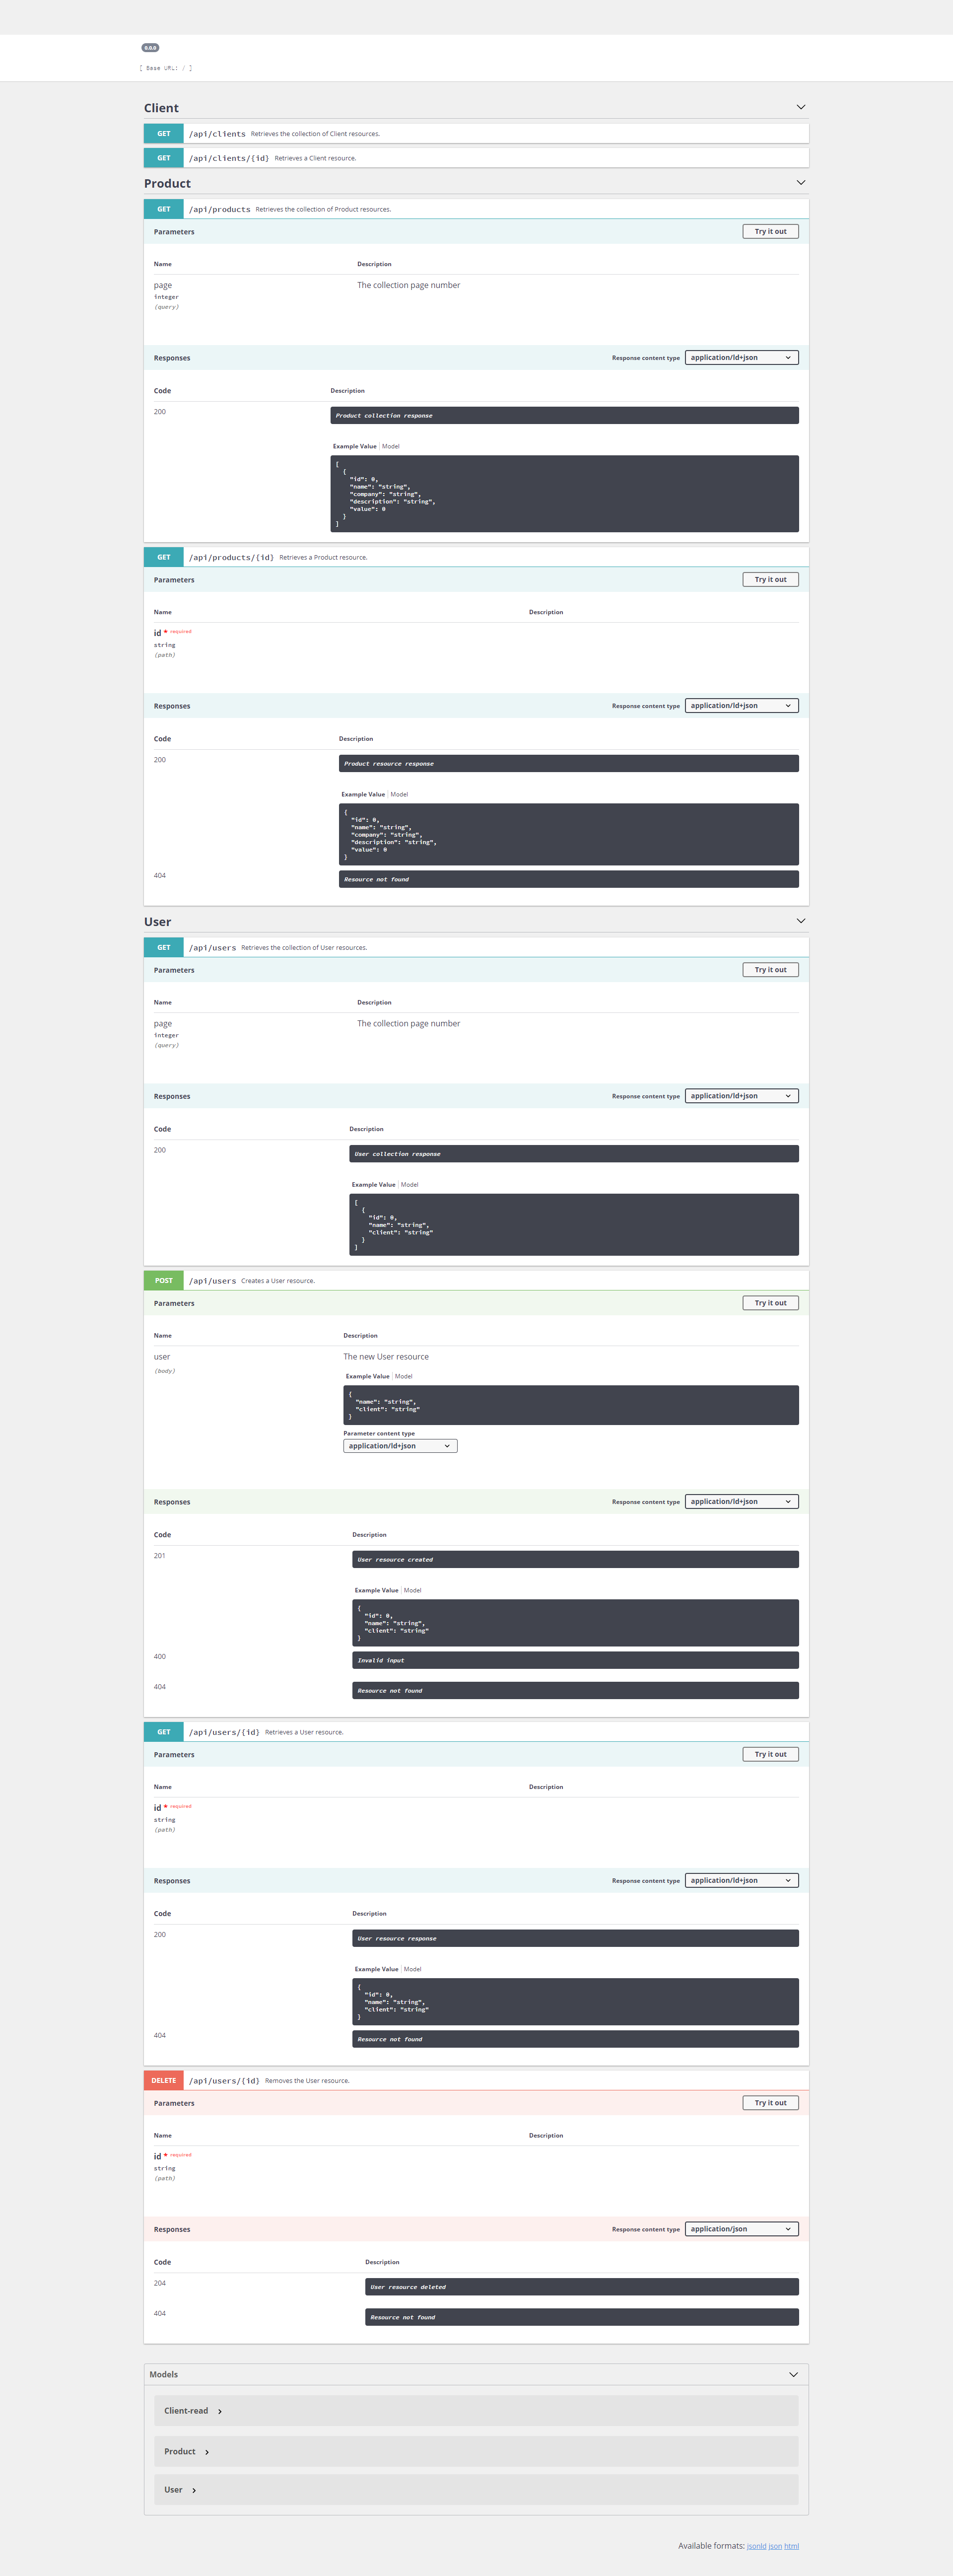 0.0.0
[ Base URL: / ]
Client
GET /api/clients Retrieves the collection of Client resources.
GET /api/clients/{id} Retrieves a Client resource.
Product
GET /api/products Retrieves the collection of Product resources.
Parameters Try it out
Name Description
page The collection page number
integer
(query)
Responses Response content type application/ld+json
Code Description
200 Product collection response
Example Value Model
[
{
"id": 0,
"name": "string",
"company": "string",
"description": "string",
"value": 0
}
]
GET /api/products/{id} Retrieves a Product resource.
Parameters Try it out
Name Description
id * required
string
(path)
Responses Response content type application/ld+json
Code Description
200 Product resource response
Example Value Model
{
"id": 0,
"name": "string",
"company": "string",
"description": "string",
"value": 0
}
404 Resource not found
User
GET /api/users Retrieves the collection of User resources.
Parameters Try it out
Name Description
page The collection page number
integer
(query)
Responses Response content type application/ld+json
Code Description
200 User collection response
Example Value Model
[
{
"id": 0,
"name": "string",
"client": "string"
}
]
POST /api/users Creates a User resource.
Parameters Try it out
Name Description
user The new User resource
(body)
Example Value Model
{
"name": "string",
"client": "string"
}
Parameter content type
application/ld+json
Responses Response content type application/ld+json
Code Description
201 User resource created
Example Value Model
{
"id": 0,
"name": "string",
"client": "string"
}
400 Invalid input
404 Resource not found
GET /api/users/{id} Retrieves a User resource.
Parameters Try it out
Name Description
id * required
string
(path)
Responses Response content type application/ld+json
Code Description
200 User resource response
Example Value Model
{
"id": 0,
"name": "string",
"client": "string"
}
404 Resource not found
DELETE /api/users/{id} Removes the User resource.
Parameters Try it out
Name Description
id * required
string
(path)
Responses Response content type application/json
Code Description
204 User resource deleted
404 Resource not found
Models
Client-read
Product
User
Available formats: jsonld json html